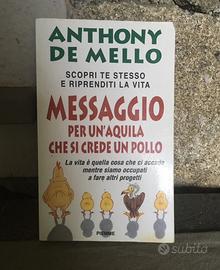 ANTHONY
DE MELLO
SCOPRI TE STESSO
E RIPRENDITI LA VITA
MESSAGGIO
PER UN'AQUILA
CHE SI CREDE UN POLLO
La vita è quella cosa che ci accade
mentre siamo occupati
a fare altri progetti
PIEMME
subito